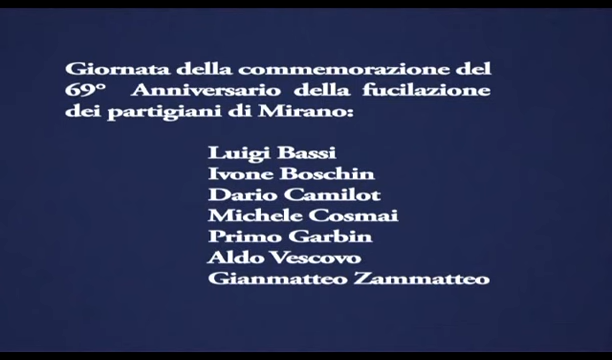 Giornata della commemorazione del
69° Anniversario della fucilazione
dei partigiani di Mirano:
Luigi Bassi
Ivone Boschin
Dario Camilot
Michele Cosmai
Primo Garbin
Aldo Vescovo
Gianmatteo Zammatteo